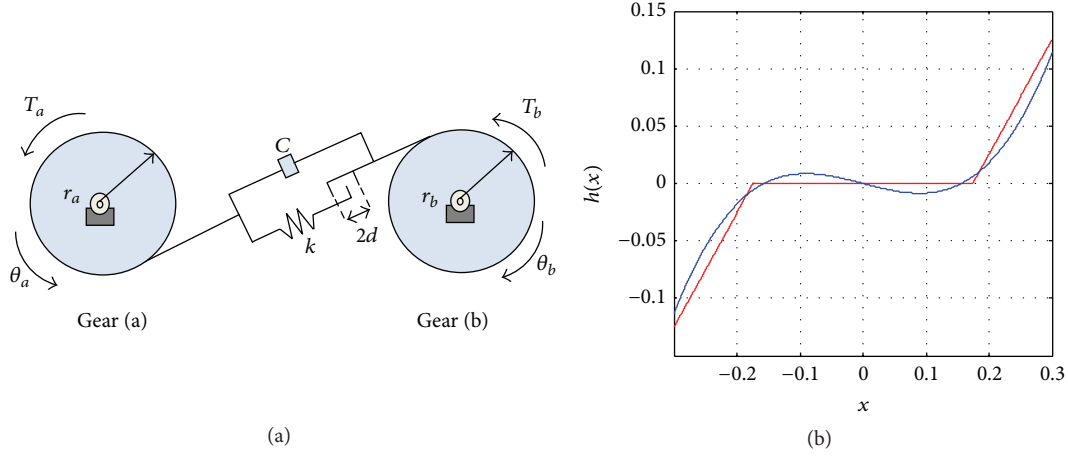 T_a
r_a
θ_a
Gear (a)
C
k
2d
T_b
r_b
θ_b
Gear (b)
(a)
0.15
0.1
0.05
0
−0.05
−0.1
h(x)
−0.2 −0.1 0 0.1 0.2 0.3
x
(b)